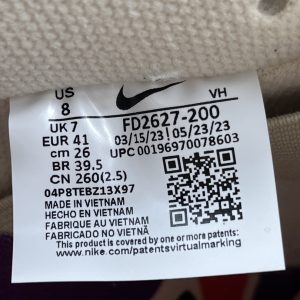 US VH
8
UK 7 FD2627-200
EUR 41 03/15/23 05/23/23
cm 26 UPC 00196970078603
BR 39.5
CN 260(2.5)
04P8TEBZ13X97
MADE IN VIETNAM
HECHO EN VIETNAM
FABRIQUE AU VIETNAM
FABRICADO NO VIETNAM
This product is covered by one or more patents:
www.nike.com/patentsvirtualmarking